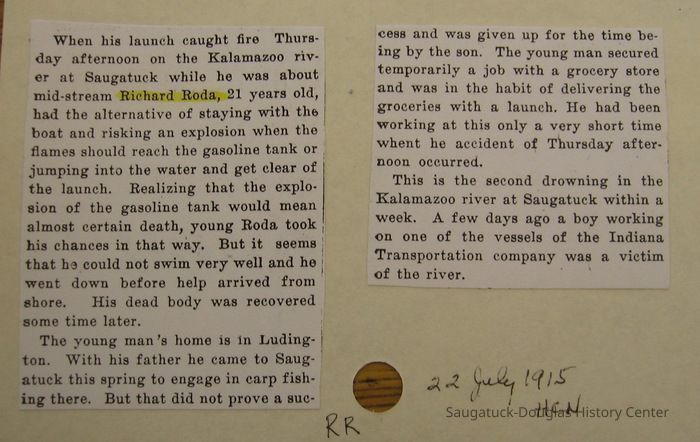 When his launch caught fire Thurs-
day afternoon on the Kalamazoo riv-
er at Saugatuck while he was about
mid-stream Richard Roda, 21 years old,
had the alternative of staying with the
boat and risking an explosion when the
flames should reach the gasoline tank or
jumping into the water and get clear of
the launch. Realizing that the explo-
sion of the gasoline tank would mean
almost certain death, young Roda took
his chances in that way. But it seems
that he could not swim very well and he
went down before help arrived from
shore. His dead body was recovered
some time later.
The young man's home is in Luding-
ton. With his father he came to Saug-
atuck this spring to engage in carp fish-
ing there. But that did not prove a suc-
cess and was given up for the time be-
ing by the son. The young man secured
temporarily a job with a grocery store
and was in the habit of delivering the
groceries with a launch. He had been
working at this only a very short time
whent he accident of Thursday after-
noon occurred.
This is the second drowning in the
Kalamazoo river at Saugatuck within a
week. A few days ago a boy working
on one of the vessels of the Indiana
Transportation company was a victim
of the river.
22 July 1915
HCN
Saugatuck-Douglas History Center
RR